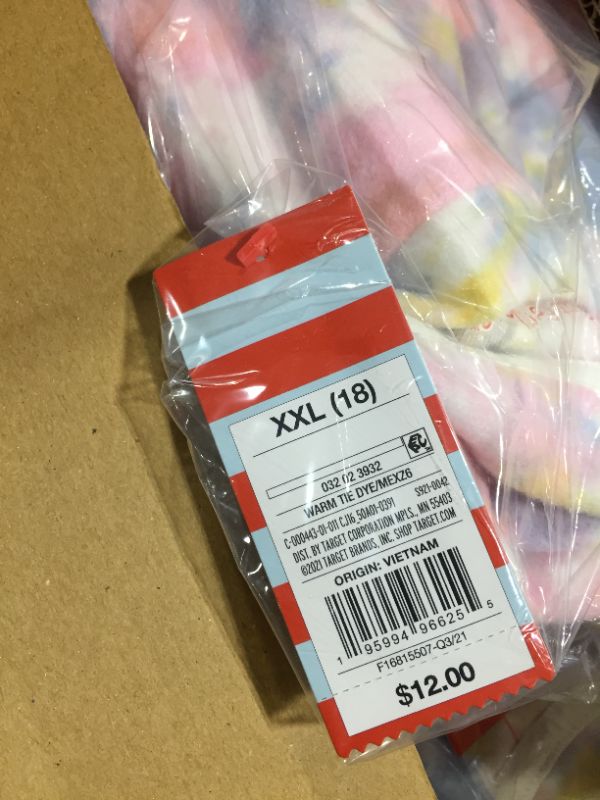 XXL (18)
032 02 3932
WARM TIE DYE/MEXZ6
C-000443-01-011 CJ16_50A01-0391 S921-0042
DIST. BY TARGET CORPORATION MPLS., MN 55403
©2021 TARGET BRANDS, INC. SHOP TARGET.COM
ORIGIN: VIETNAM
1 95994 96625 5
F16815507-Q3/21
$12.00